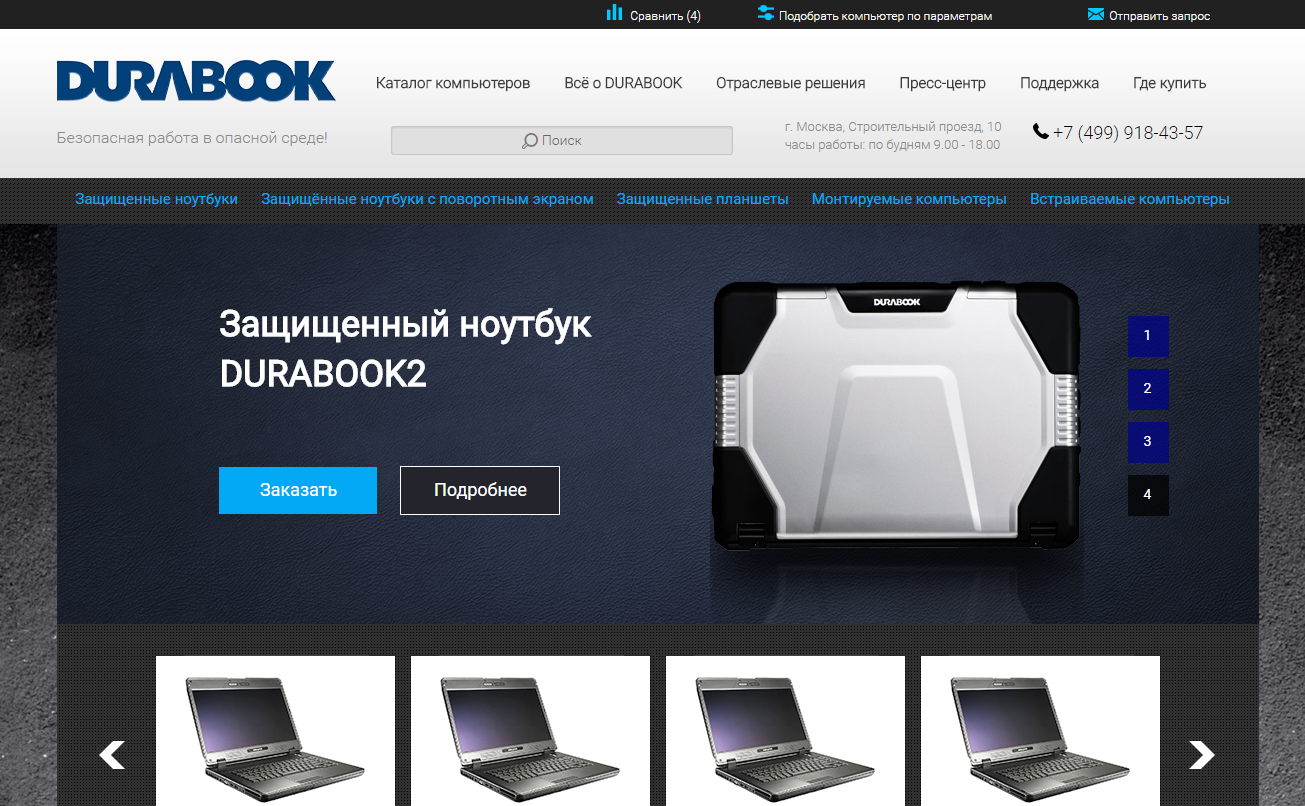 Сравнить (4)
Подобрать компьютер по параметрам
Отправить запрос
DURABOOK
Каталог компьютеров
Всё о DURABOOK
Отраслевые решения
Пресс-центр
Поддержка
Где купить
Безопасная работа в опасной среде!
Поиск
г. Москва, Строительный проезд, 10
часы работы: по будням 9.00 - 18.00
+7 (499) 918-43-57
Защищенные ноутбуки
Защищённые ноутбуки с поворотным экраном
Защищенные планшеты
Монтируемые компьютеры
Встраиваемые компьютеры
Защищенный ноутбук
DURABOOK2
Заказать
Подробнее
DURABOOK
1
2
3
4